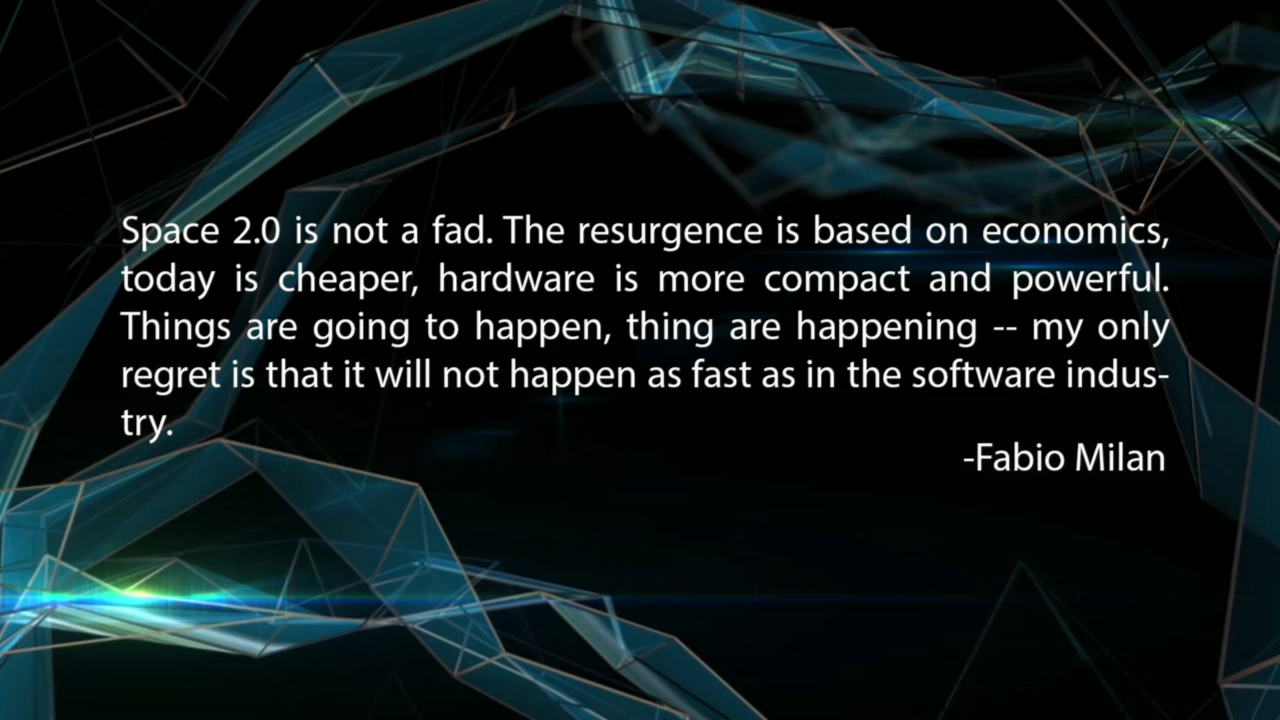 Space 2.0 is not a fad. The resurgence is based on economics,
today is cheaper, hardware is more compact and powerful.
Things are going to happen, thing are happening -- my only
regret is that it will not happen as fast as in the software indus-
try.
-Fabio Milan